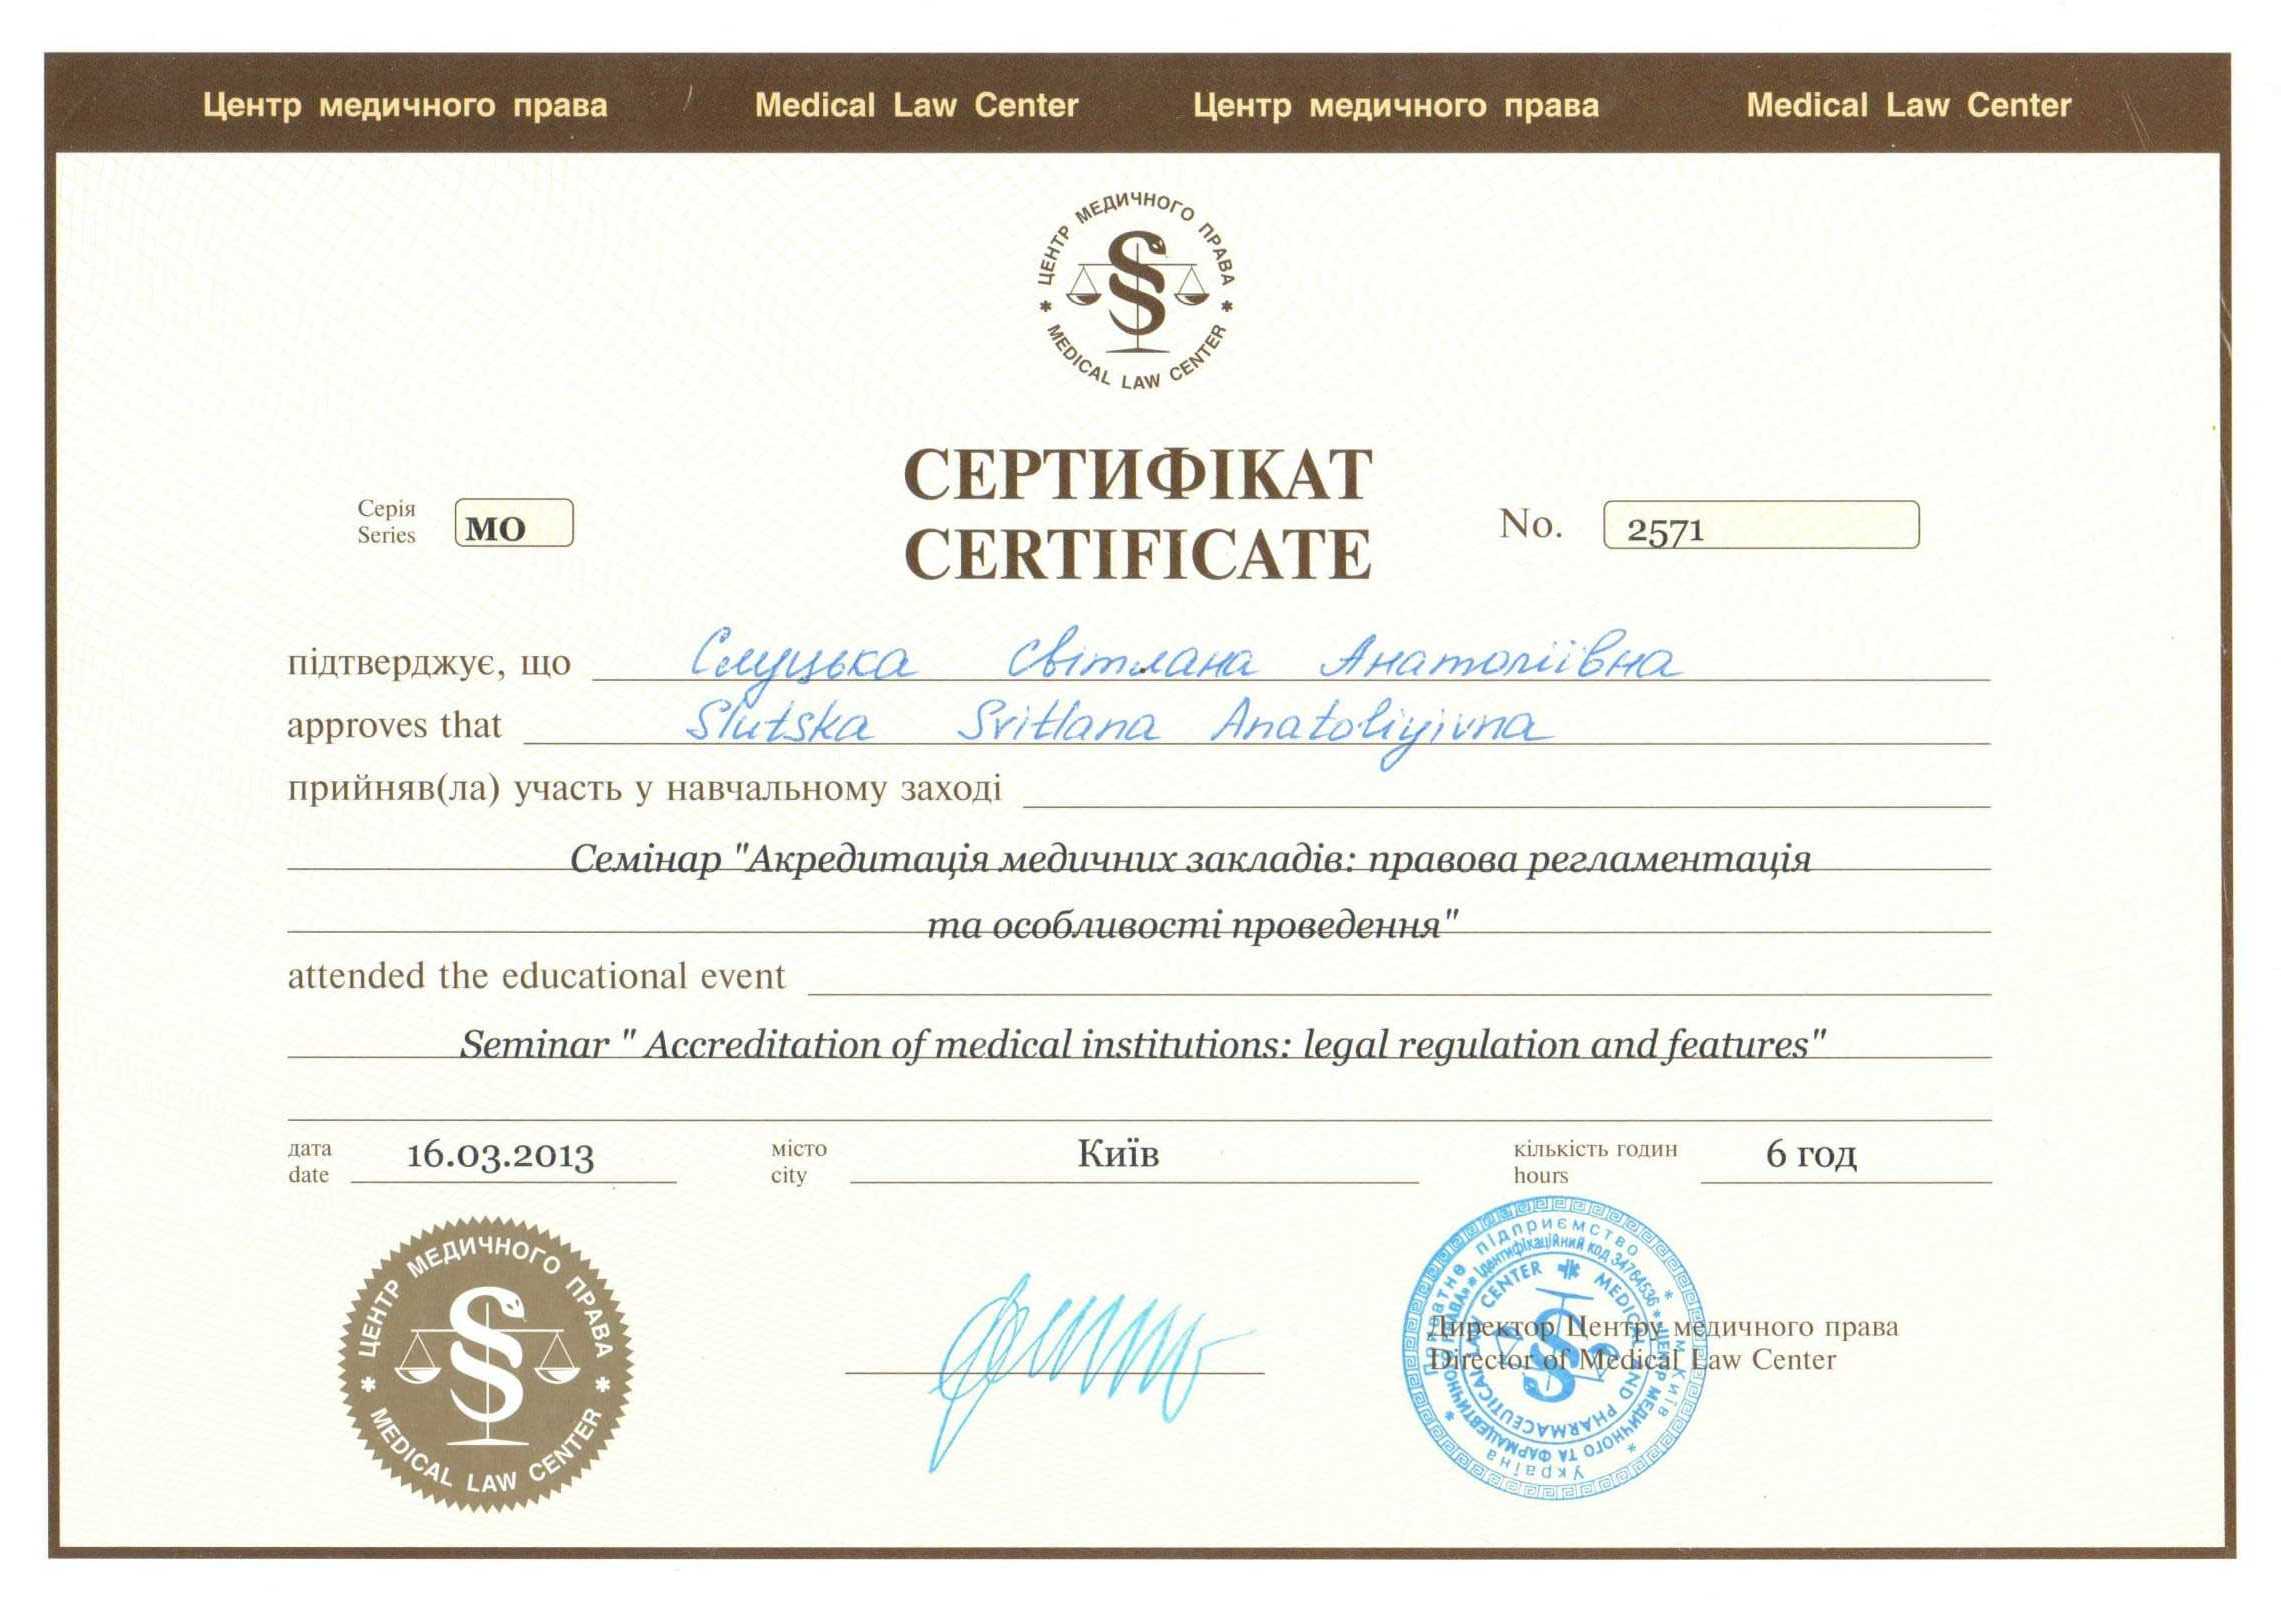 Центр медичного права Medical Law Center Центр медичного права Medical Law Center
ЦЕНТР МЕДИЧНОГО ПРАВА
* MEDICAL LAW CENTER *
СЕРТИФІКАТ
CERTIFICATE
Серія
Series
МО
No.
2571
підтверджує, що Слуцька Світлана Анатоліївна
approves that Slutska Svitlana Anatoliyivna
прийняв(ла) участь у навчальному заході
Семінар "Акредитація медичних закладів: правова регламентація
та особливості проведення"
attended the educational event
Seminar " Accreditation of medical institutions: legal regulation and features"
дата
date
16.03.2013
місто
city
Київ
кількість годин
hours
6 год
ЦЕНТР МЕДИЧНОГО ПРАВА
* MEDICAL LAW CENTER *
Директор Центру медичного права
Director of Medical Law Center
Приватне підприємство * м. Київ * Україна *
Ідентифікаційний код 34764536 * «ЦЕНТР МЕДИЧНОГО ТА ФАРМАЦЕВТИЧНОГО ПРАВА»
MEDICAL AND PHARMACEUTICAL LAW CENTER